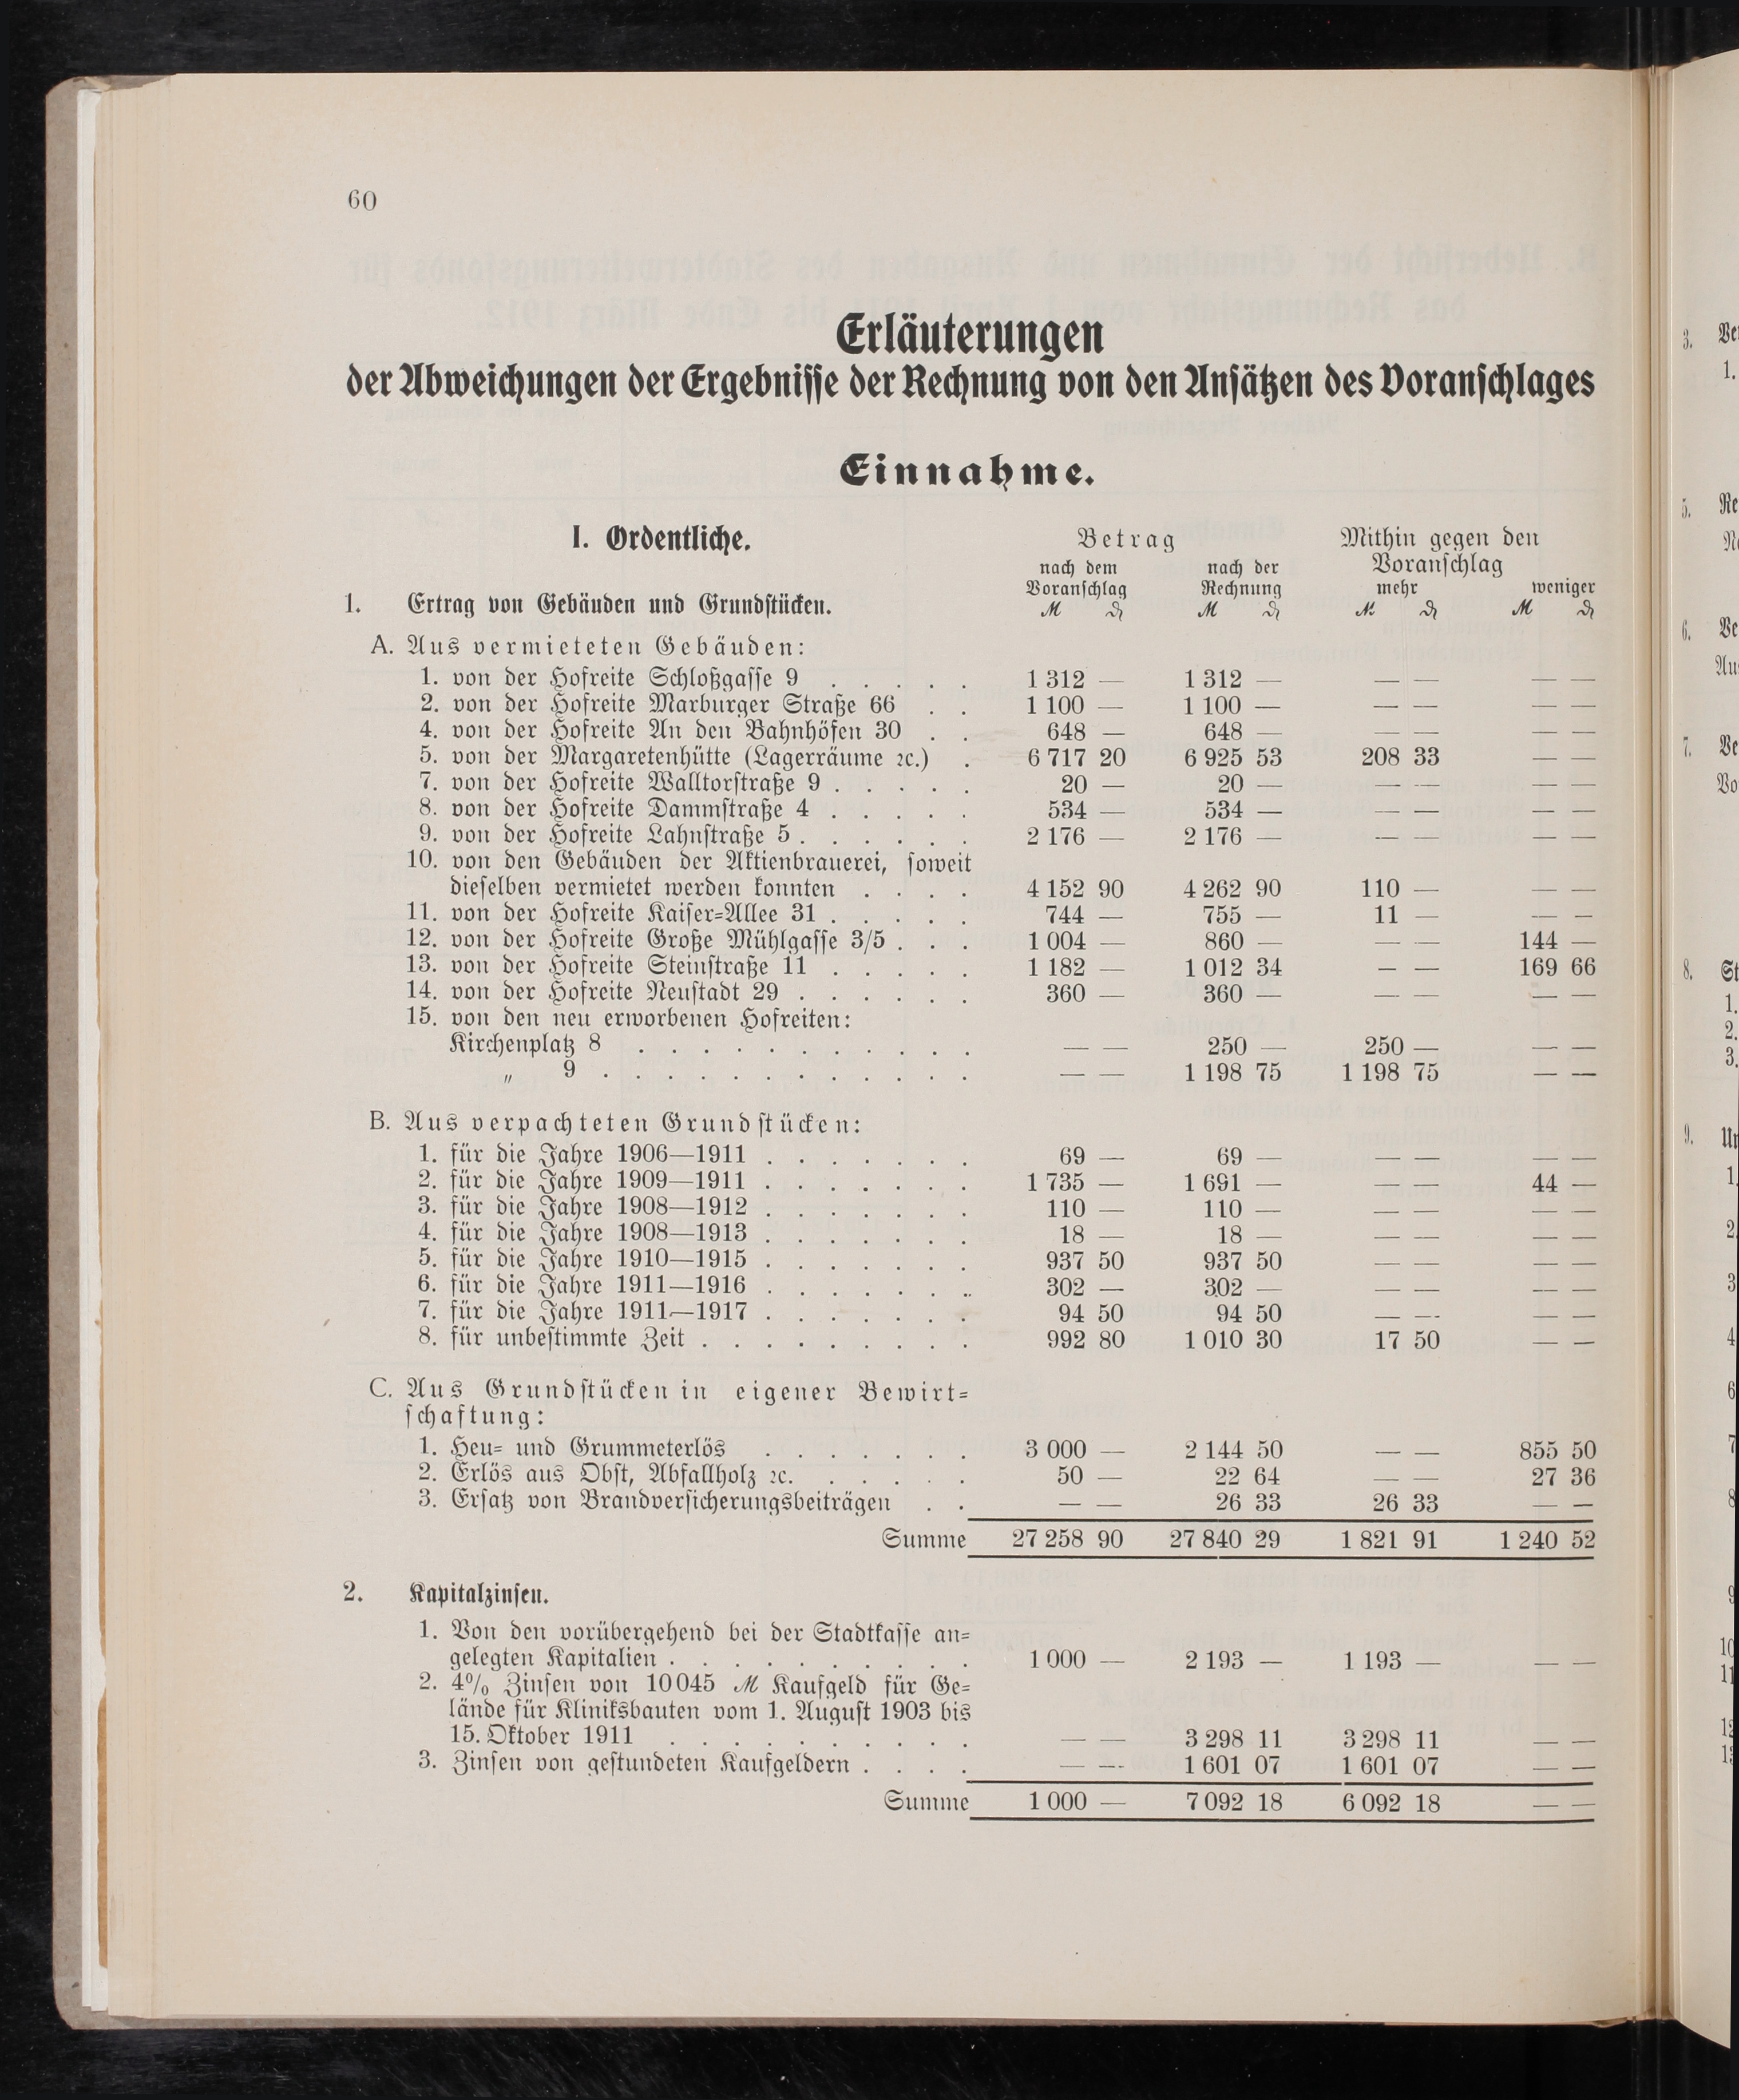 60
Erläuterungen
der Abweichungen der Ergebnisse der Rechnung von den Ansätzen des Voranschlages
Einnahme.
I. Ordentliche.
Betrag
Mithin gegen den
Voranschlag
nach dem
Voranschlag
nach der
Rechnung
mehr
weniger
1. Ertrag von Gebäuden und Grundstücken. ℳ ₰ ℳ ₰ ℳ ₰ ℳ ₰
A. Aus vermieteten Gebäuden:
1. von der Hofreite Schloßgasse 9 . . . . . 1 312 — 1 312 — — — — —
2. von der Hofreite Marburger Straße 66 . . 1 100 — 1 100 — — — — —
4. von der Hofreite An den Bahnhöfen 30 . . 648 — 648 — — — — —
5. von der Margaretenhütte (Lagerräume ꝛc.) . 6 717 20 6 925 53 208 33 — —
7. von der Hofreite Walltorstraße 9 . . . . . 20 — 20 — — — — —
8. von der Hofreite Dammstraße 4 . . . . . 534 — 534 — — — — —
9. von der Hofreite Lahnstraße 5 . . . . . . 2 176 — 2 176 — — — — —
10. von den Gebäuden der Aktienbrauerei, soweit
dieselben vermietet werden konnten . . . . 4 152 90 4 262 90 110 — — —
11. von der Hofreite Kaiser=Allee 31 . . . . . 744 — 755 — 11 — — —
12. von der Hofreite Große Mühlgasse 3/5 . . . 1 004 — 860 — — — 144 —
13. von der Hofreite Steinstraße 11 . . . . . 1 182 — 1 012 34 — — 169 66
14. von der Hofreite Neustadt 29 . . . . . . 360 — 360 — — — — —
15. von den neu erworbenen Hofreiten:
Kirchenplatz 8 . . . . . . . . . . . — — 250 — 250 — — —
„ 9 . . . . . . . . . . . . — — 1 198 75 1 198 75 — —
B. Aus verpachteten Grundstücken:
1. für die Jahre 1906—1911 . . . . . . . 69 — 69 — — — — —
2. für die Jahre 1909—1911 . . . . . . . 1 735 — 1 691 — — — 44 —
3. für die Jahre 1908—1912 . . . . . . . 110 — 110 — — — — —
4. für die Jahre 1908—1913 . . . . . . . 18 — 18 — — — — —
5. für die Jahre 1910—1915 . . . . . . . 937 50 937 50 — — — —
6. für die Jahre 1911—1916 . . . . . . . 302 — 302 — — — — —
7. für die Jahre 1911—1917 . . . . . . . 94 50 94 50 — — — —
8. für unbestimmte Zeit . . . . . . . . . 992 80 1 010 30 17 50 — —
C. Aus Grundstücken in eigener Bewirt=
schaftung:
1. Heu= und Grummeterlös . . . . . . . 3 000 — 2 144 50 — — 855 50
2. Erlös aus Obst, Abfallholz ꝛc. . . . . . 50 — 22 64 — — 27 36
3. Ersatz von Brandversicherungsbeiträgen . . — — 26 33 26 33 — —
Summe 27 258 90 27 840 29 1 821 91 1 240 52
2. Kapitalzinsen.
1. Von den vorübergehend bei der Stadtkasse an=
gelegten Kapitalien . . . . . . . . . . 1 000 — 2 193 — 1 193 — — —
2. 4% Zinsen von 10045 ℳ Kaufgeld für Ge=
lände für Kliniksbauten vom 1. August 1903 bis
15. Oktober 1911 . . . . . . . . . . — — 3 298 11 3 298 11 — —
3. Zinsen von gestundeten Kaufgeldern . . . . — — 1 601 07 1 601 07 — —
Summe 1 000 — 7 092 18 6 092 18 — —